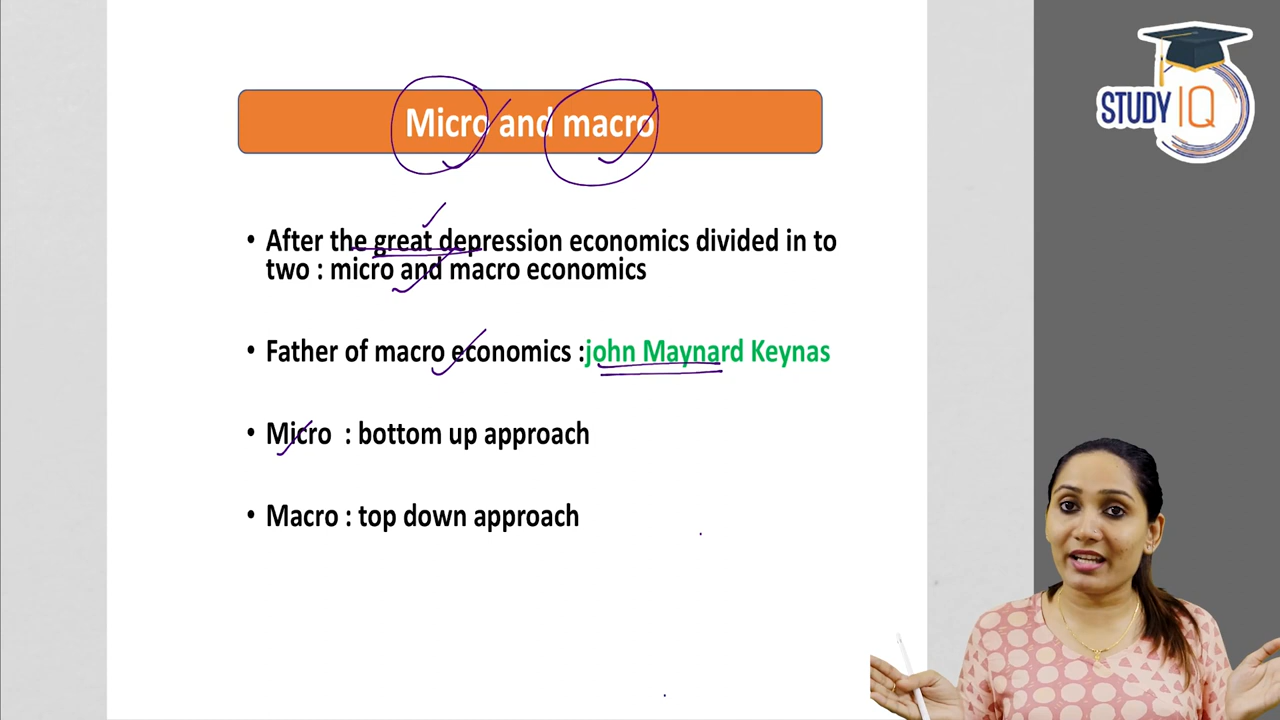 Micro and macro
STUDY IQ
• After the great depression economics divided in to
two : micro and macro economics
• Father of macro economics :john Maynard Keynas
• Micro : bottom up approach
• Macro : top down approach